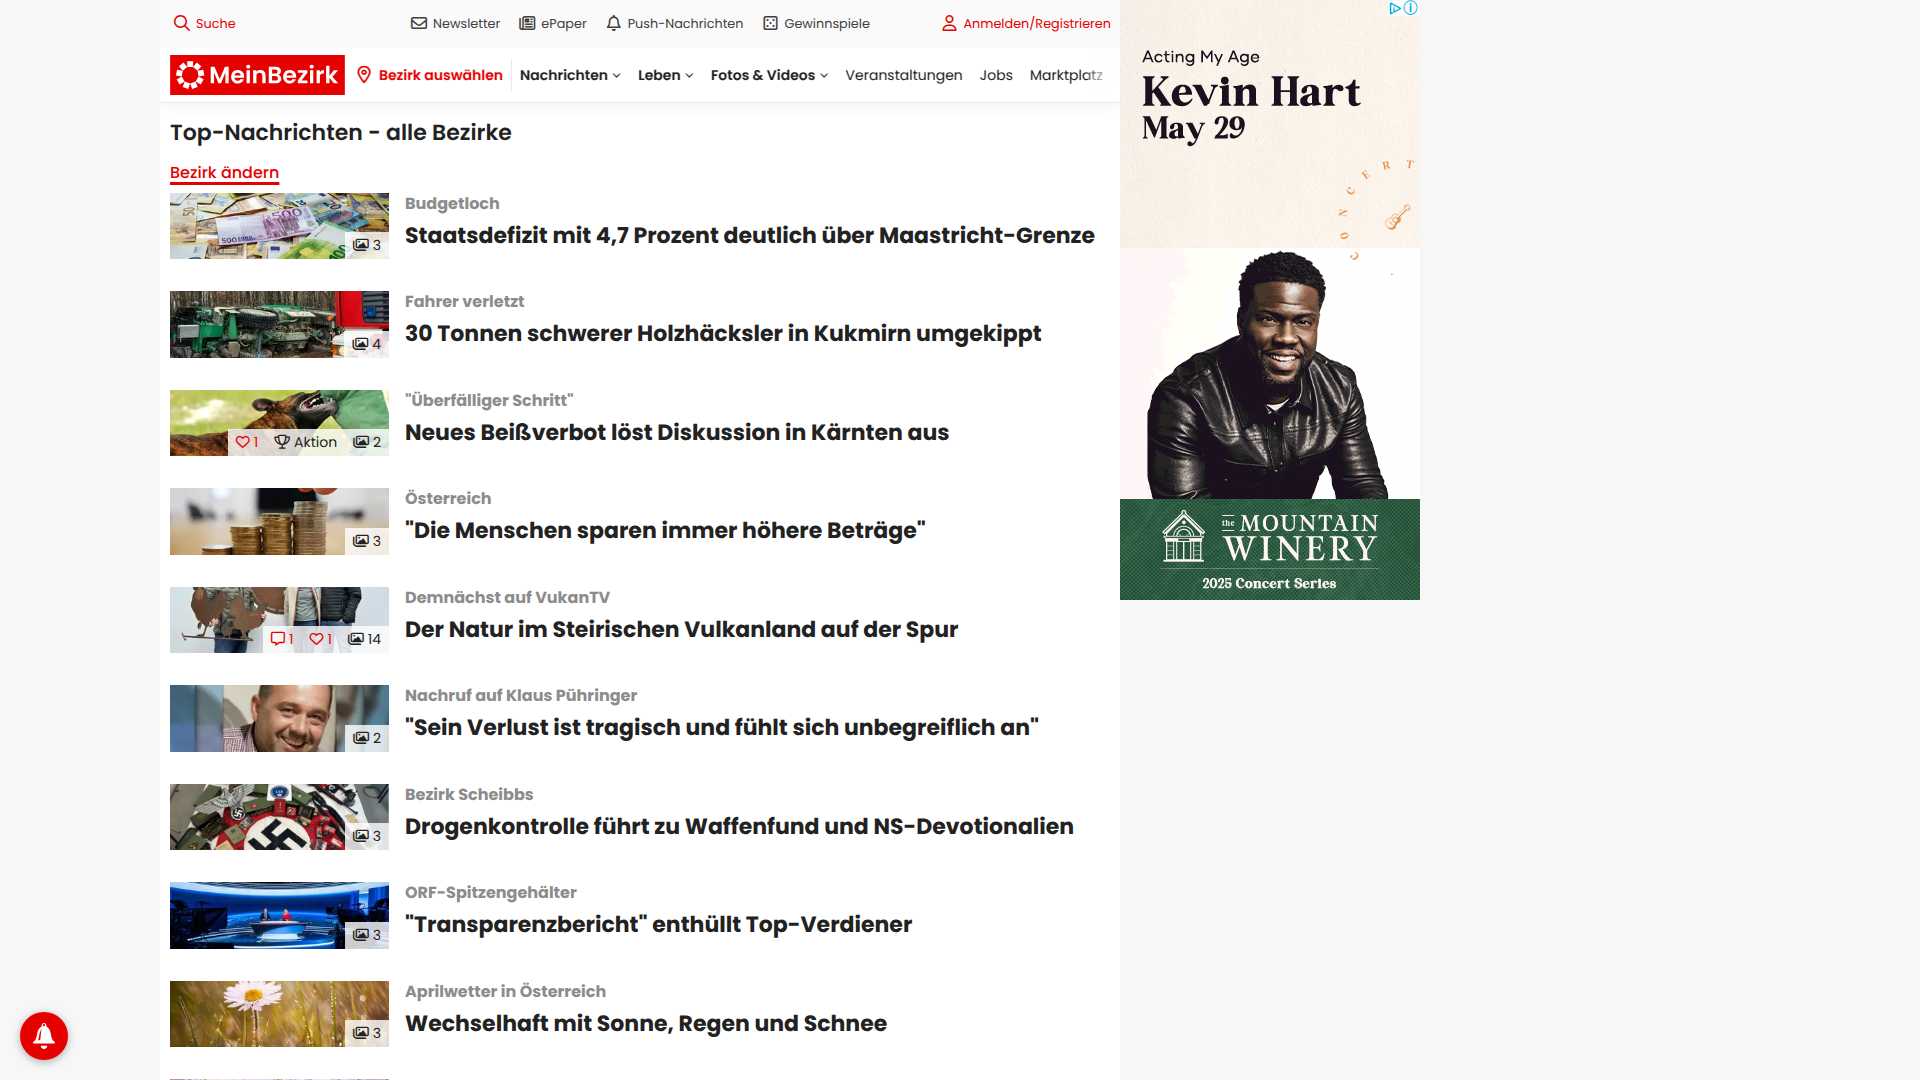 Suche
Newsletter
ePaper
Push-Nachrichten
Gewinnspiele
Anmelden/Registrieren
MeinBezirk
Bezirk auswählen
Nachrichten
Leben
Fotos & Videos
Veranstaltungen
Jobs
Marktplatz
Top-Nachrichten - alle Bezirke
Bezirk ändern
3
Budgetloch
Staatsdefizit mit 4,7 Prozent deutlich über Maastricht-Grenze
4
Fahrer verletzt
30 Tonnen schwerer Holzhäcksler in Kukmirn umgekippt
1 Aktion 2
"Überfälliger Schritt"
Neues Beißverbot löst Diskussion in Kärnten aus
3
Österreich
"Die Menschen sparen immer höhere Beträge"
1 1 14
Demnächst auf VukanTV
Der Natur im Steirischen Vulkanland auf der Spur
2
Nachruf auf Klaus Pühringer
"Sein Verlust ist tragisch und fühlt sich unbegreiflich an"
3
Bezirk Scheibbs
Drogenkontrolle führt zu Waffenfund und NS-Devotionalien
3
ORF-Spitzengehälter
"Transparenzbericht" enthüllt Top-Verdiener
3
Aprilwetter in Österreich
Wechselhaft mit Sonne, Regen und Schnee
Acting My Age
Kevin Hart
May 29
CONCERT
the MOUNTAIN
WINERY
2025 Concert Series